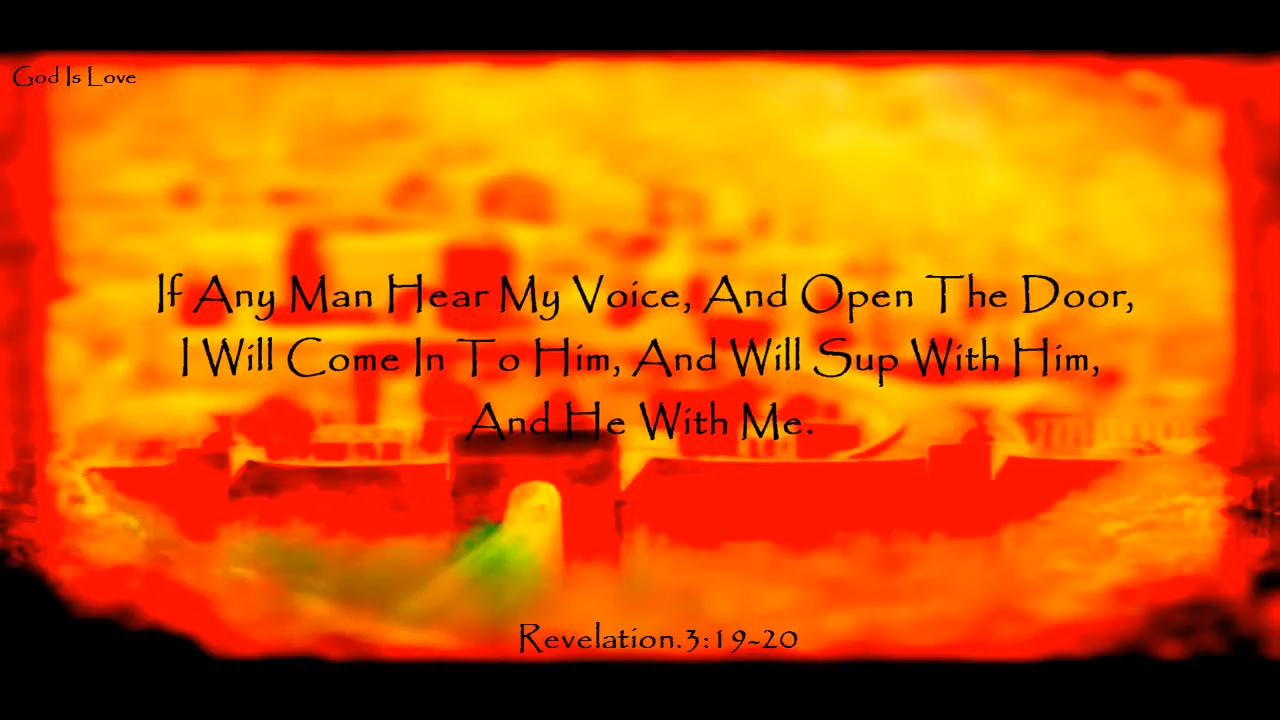 God Is Love
If Any Man Hear My Voice, And Open The Door,
I Will Come In To Him, And Will Sup With Him,
And He With Me.
Revelation.3:19-20